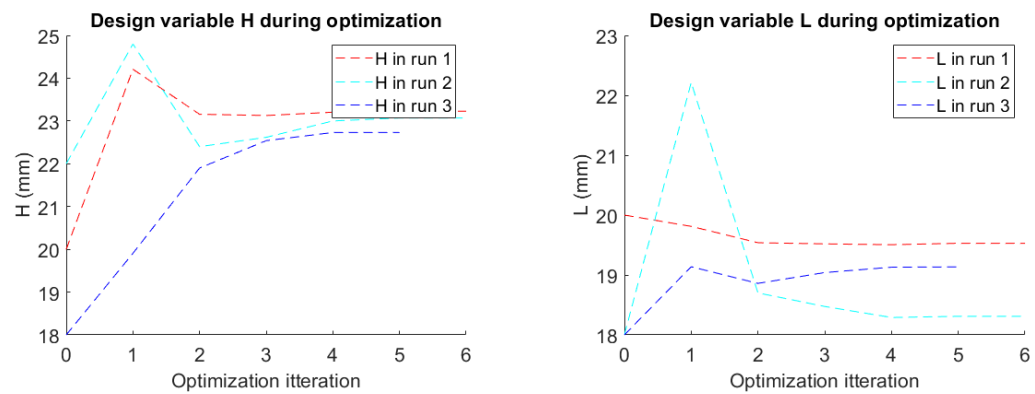 Design variable H during optimization
25
24
23
22
21
20
19
18
H (mm)
H in run 1
H in run 2
H in run 3
0 1 2 3 4 5 6
Optimization itteration
Design variable L during optimization
23
22
21
20
19
18
L (mm)
L in run 1
L in run 2
L in run 3
0 1 2 3 4 5 6
Optimization itteration